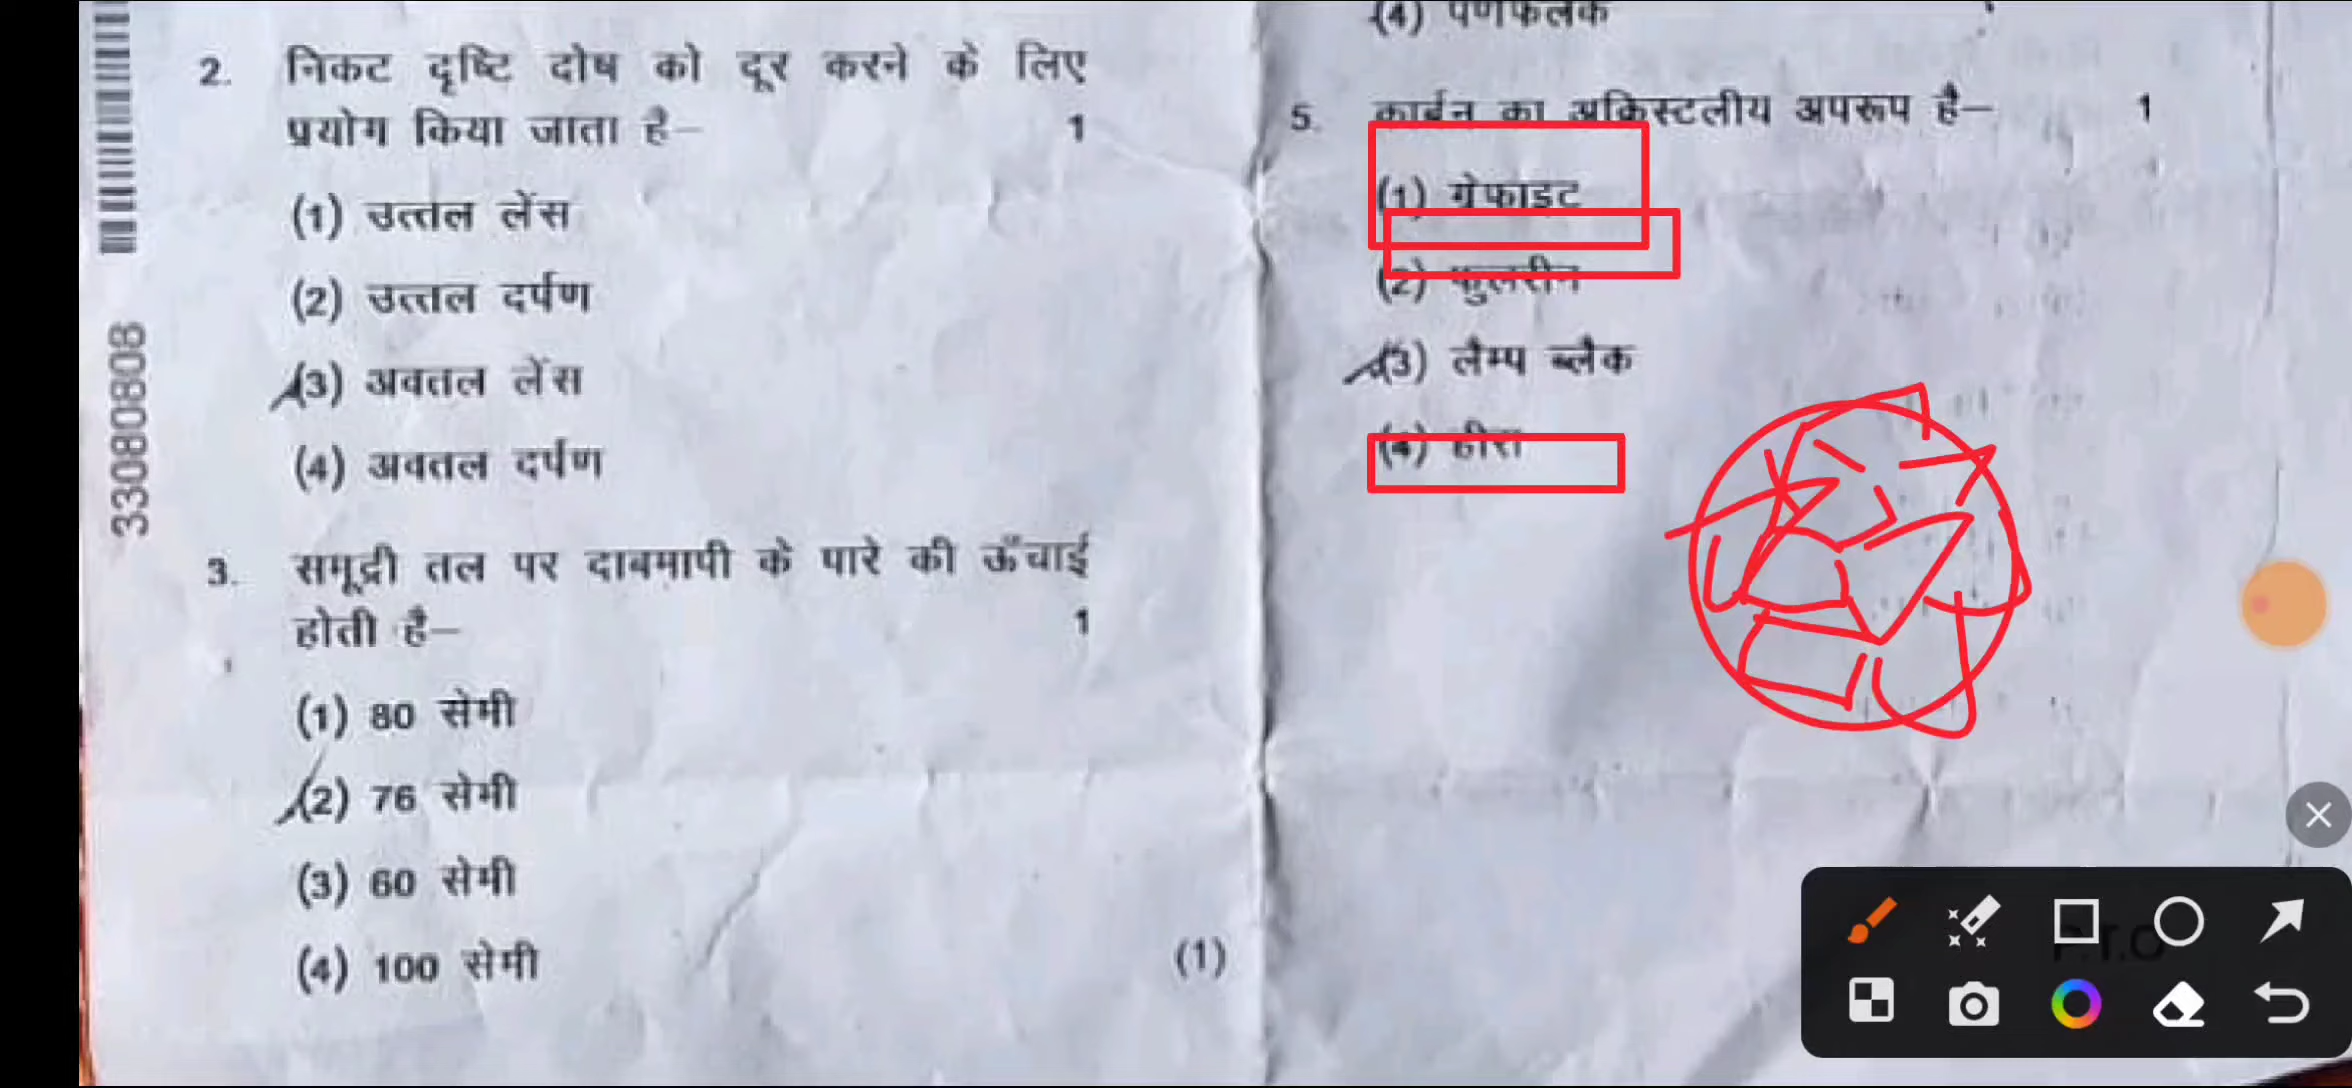 2. निकट दृष्टि दोष को दूर करने के लिए
प्रयोग किया जाता है— 1
(1) उत्तल लेंस
(2) उत्तल दर्पण
(3) अवतल लेंस
(4) अवतल दर्पण
3. समूद्री तल पर दाबमापी के पारे की ऊँचाई
होती है— 1
(1) 80 सेमी
(2) 76 सेमी
(3) 60 सेमी
(4) 100 सेमी
(1)
33080808
(4) पर्णफलक
5. कार्बन का अक्रिस्टलीय अपरूप है— 1
(1) ग्रेफाइट
(2) फुलरीन
(3) लैम्प ब्लैक
(4) हीरा
P.T.O